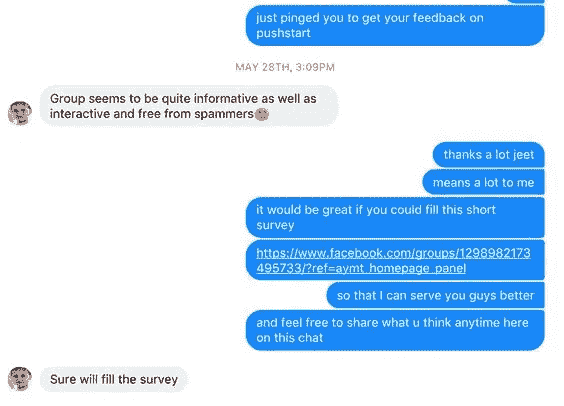 just pinged you to get your feedback on
pushstart
MAY 28TH, 3:09PM
Group seems to be quite informative as well as
interactive and free from spammers
thanks a lot jeet
means a lot to me
it would be great if you could fill this short
survey
https://www.facebook.com/groups/1298982173
495733/?ref=aymt_homepage_panel
so that I can serve you guys better
and feel free to share what u think anytime here
on this chat
Sure will fill the survey